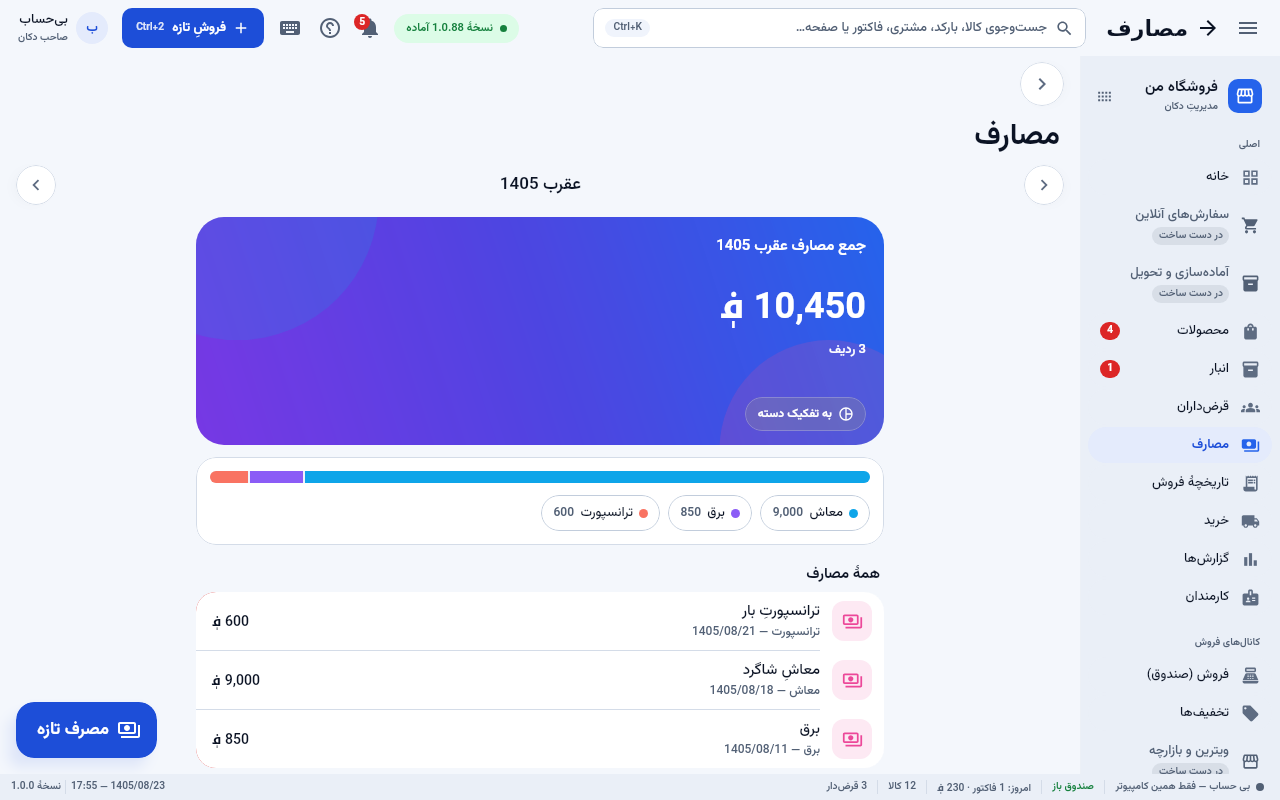 مصارف
جست‌وجوی کالا، بارکد، مشتری، فاکتور یا صفحه...
Ctrl+K
نسخهٔ 1.0.88 آماده
5
فروش تازه
Ctrl+2
بی‌حساب
صاحب دکان
ب
فروشگاه من
مدیریت دکان
اصلی
خانه
سفارش‌های آنلاین
در دست ساخت
آماده‌سازی و تحویل
در دست ساخت
محصولات
4
انبار
1
قرض‌داران
مصارف
تاریخچهٔ فروش
خرید
گزارش‌ها
کارمندان
کانال‌های فروش
فروش (صندوق)
تخفیف‌ها
ویترین و بازارچه
در دست ساخت
مصارف
عقرب 1405
جمع مصارف عقرب 1405
10,450 ؋
3 ردیف
به تفکیک دسته
معاش 9,000
برق 850
ترانسپورت 600
همهٔ مصارف
ترانسپورتِ بار
ترانسپورت — 1405/08/21
600 ؋
معاشِ شاگرد
معاش — 1405/08/18
9,000 ؋
برق
برق — 1405/08/11
850 ؋
مصرف تازه
بی حساب — فقط همین کامپیوتر
صندوق باز
امروز: 1 فاکتور · 230 ؋
12 کالا
3 قرض‌دار
1405/08/23 — 17:55
نسخهٔ 1.0.0